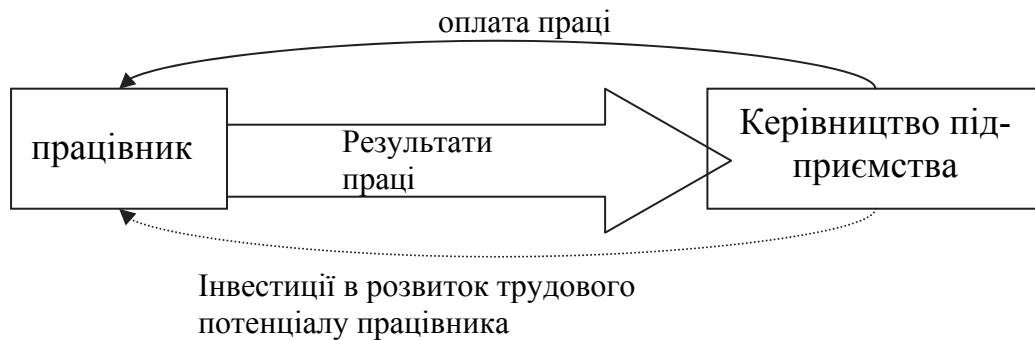 оплата праці
працівник
Результати
праці
Керівництво під-
приємства
Інвестиції в розвиток трудового
потенціалу працівника